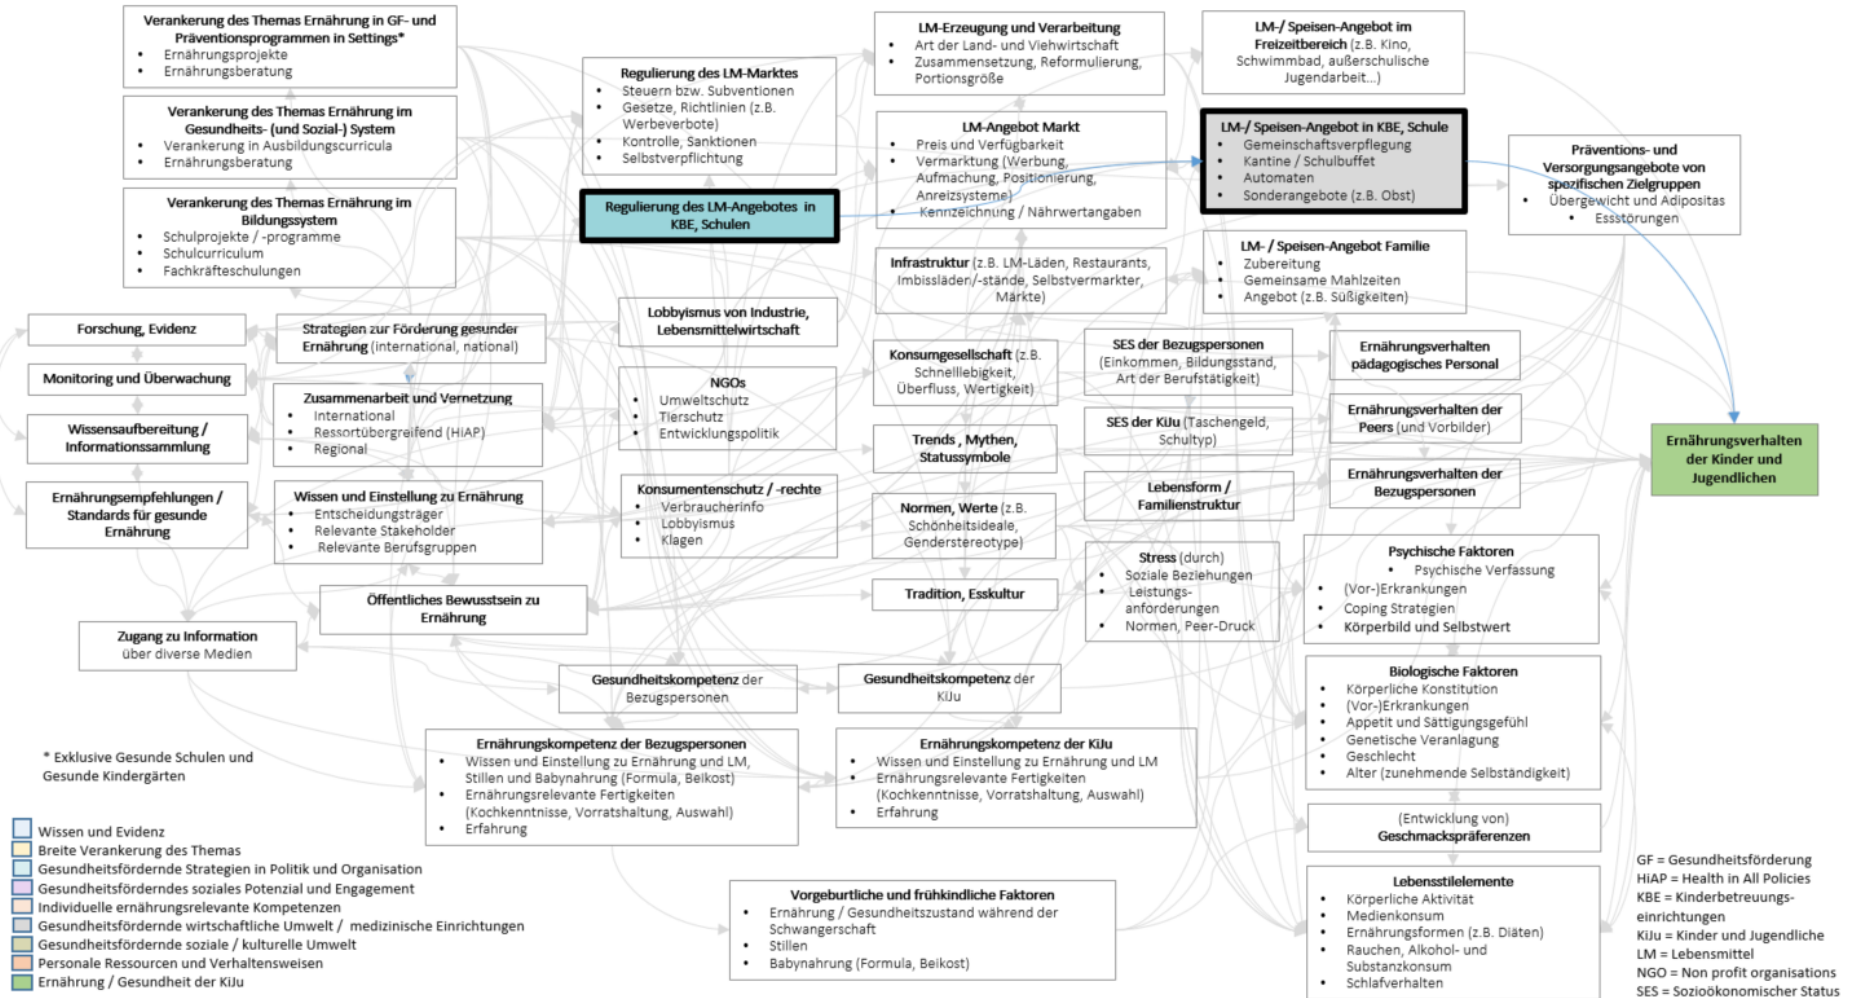 Verankerung des Themas Ernährung in GF- und
Präventionsprogrammen in Settings*
• Ernährungsprojekte
• Ernährungsberatung
Verankerung des Themas Ernährung im
Gesundheits- (und Sozial-) System
• Verankerung in Ausbildungscurricula
• Ernährungsberatung
Verankerung des Themas Ernährung im
Bildungssystem
• Schulprojekte / -programme
• Schulcurriculum
• Fachkräfteschulungen
Forschung, Evidenz
Monitoring und Überwachung
Wissensaufbereitung /
Informationssammlung
Ernährungsempfehlungen /
Standards für gesunde
Ernährung
Strategien zur Förderung gesunder
Ernährung (international, national)
Zusammenarbeit und Vernetzung
• International
• Ressortübergreifend (HiAP)
• Regional
Wissen und Einstellung zu Ernährung
• Entscheidungsträger
• Relevante Stakeholder
• Relevante Berufsgruppen
Öffentliches Bewusstsein zu
Ernährung
Zugang zu Information
über diverse Medien
Regulierung des LM-Marktes
• Steuern bzw. Subventionen
• Gesetze, Richtlinien (z.B.
Werbeverbote)
• Kontrolle, Sanktionen
• Selbstverpflichtung
Regulierung des LM-Angebotes in
KBE, Schulen
Lobbyismus von Industrie,
Lebensmittelwirtschaft
NGOs
• Umweltschutz
• Tierschutz
• Entwicklungspolitik
Konsumentenschutz / -rechte
• Verbraucherinfo
• Lobbyismus
• Klagen
Gesundheitskompetenz der
Bezugspersonen
Gesundheitskompetenz der
KiJu
Ernährungskompetenz der Bezugspersonen
• Wissen und Einstellung zu Ernährung und LM,
Stillen und Babynahrung (Formula, Beikost)
• Ernährungsrelevante Fertigkeiten
(Kochkenntnisse, Vorratshaltung, Auswahl)
• Erfahrung
Ernährungskompetenz der KiJu
• Wissen und Einstellung zu Ernährung und LM
• Ernährungsrelevante Fertigkeiten
(Kochkenntnisse, Vorratshaltung, Auswahl)
• Erfahrung
Vorgeburtliche und frühkindliche Faktoren
• Ernährung / Gesundheitszustand während der
Schwangerschaft
• Stillen
• Babynahrung (Formula, Beikost)
LM-Erzeugung und Verarbeitung
• Art der Land- und Viehwirtschaft
• Zusammensetzung, Reformulierung,
Portionsgröße
LM-Angebot Markt
• Preis und Verfügbarkeit
• Vermarktung (Werbung,
Aufmachung, Positionierung,
Anreizsysteme)
• Kennzeichnung / Nährwertangaben
Infrastruktur (z.B. LM-Läden, Restaurants,
Imbissläden/-stände, Selbstvermarkter,
Märkte)
Konsumgesellschaft (z.B.
Schnelllebigkeit,
Überfluss, Wertigkeit)
Trends , Mythen,
Statussymbole
Normen, Werte (z.B.
Schönheitsideale,
Genderstereotype)
Tradition, Esskultur
LM-/ Speisen-Angebot im
Freizeitbereich (z.B. Kino,
Schwimmbad, außerschulische
Jugendarbeit...)
LM-/ Speisen-Angebot in KBE, Schule
• Gemeinschaftsverpflegung
• Kantine / Schulbuffet
• Automaten
• Sonderangebote (z.B. Obst)
LM- / Speisen-Angebot Familie
• Zubereitung
• Gemeinsame Mahlzeiten
• Angebot (z.B. Süßigkeiten)
Präventions- und
Versorgungsangebote von
spezifischen Zielgruppen
• Übergewicht und Adipositas
• Essstörungen
SES der Bezugspersonen
(Einkommen, Bildungsstand,
Art der Berufstätigkeit)
SES der KiJu (Taschengeld,
Schultyp)
Lebensform /
Familienstruktur
Stress (durch)
• Soziale Beziehungen
• Leistungs-
anforderungen
• Normen, Peer-Druck
Ernährungsverhalten
pädagogisches Personal
Ernährungsverhalten der
Peers (und Vorbilder)
Ernährungsverhalten der
Bezugspersonen
Psychische Faktoren
• Psychische Verfassung
• (Vor-)Erkrankungen
• Coping Strategien
• Körperbild und Selbstwert
Biologische Faktoren
• Körperliche Konstitution
• (Vor-)Erkrankungen
• Appetit und Sättigungsgefühl
• Genetische Veranlagung
• Geschlecht
• Alter (zunehmende Selbständigkeit)
(Entwicklung von)
Geschmackspräferenzen
Lebensstilelemente
• Körperliche Aktivität
• Medienkonsum
• Ernährungsformen (z.B. Diäten)
• Rauchen, Alkohol- und
Substanzkonsum
• Schlafverhalten
Ernährungsverhalten
der Kinder und
Jugendlichen
* Exklusive Gesunde Schulen und
Gesunde Kindergärten
Wissen und Evidenz
Breite Verankerung des Themas
Gesundheitsfördernde Strategien in Politik und Organisation
Gesundheitsförderndes soziales Potenzial und Engagement
Individuelle ernährungsrelevante Kompetenzen
Gesundheitsfördernde wirtschaftliche Umwelt / medizinische Einrichtungen
Gesundheitsfördernde soziale / kulturelle Umwelt
Personale Ressourcen und Verhaltensweisen
Ernährung / Gesundheit der KiJu
GF = Gesundheitsförderung
HiAP = Health in All Policies
KBE = Kinderbetreuungs-
einrichtungen
KiJu = Kinder und Jugendliche
LM = Lebensmittel
NGO = Non profit organisations
SES = Sozioökonomischer Status